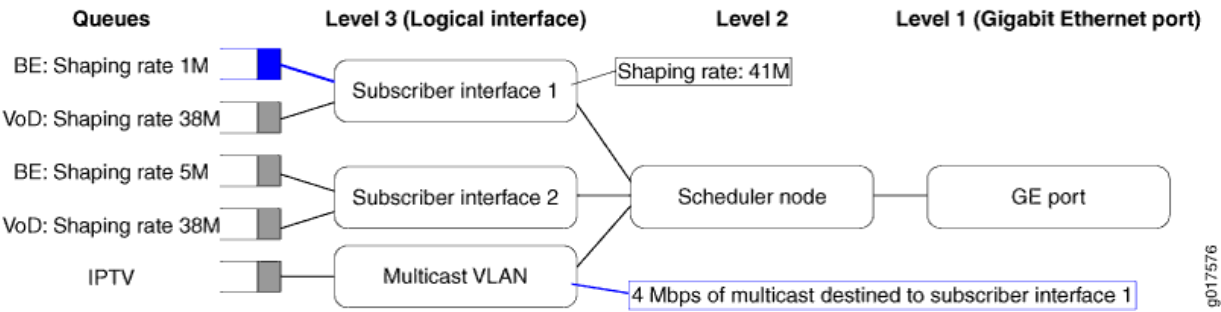 Queues Level 3 (Logical interface) Level 2 Level 1 (Gigabit Ethernet port)
BE: Shaping rate 1M
Shaping rate: 41M
Subscriber interface 1
VoD: Shaping rate 38M
BE: Shaping rate 5M
Subscriber interface 2 Scheduler node GE port
VoD: Shaping rate 38M
IPTV Multicast VLAN
4 Mbps of multicast destined to subscriber interface 1
g017576